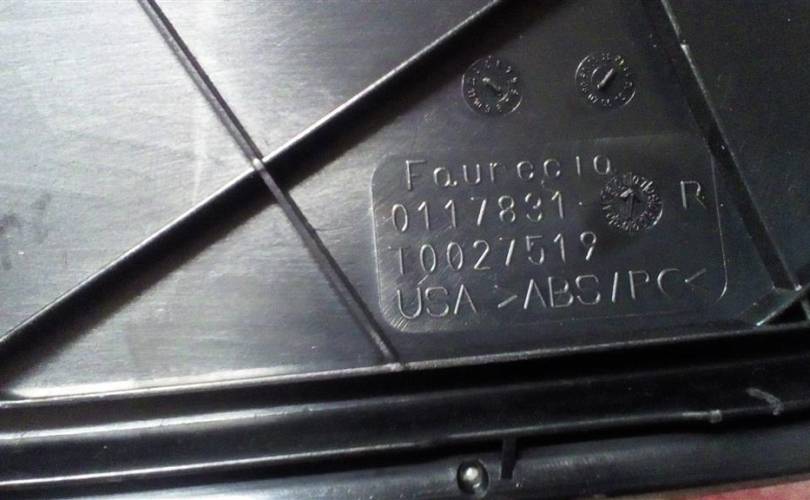 Faurecia
0117831- R
T0027519
USA >ABS/PC<